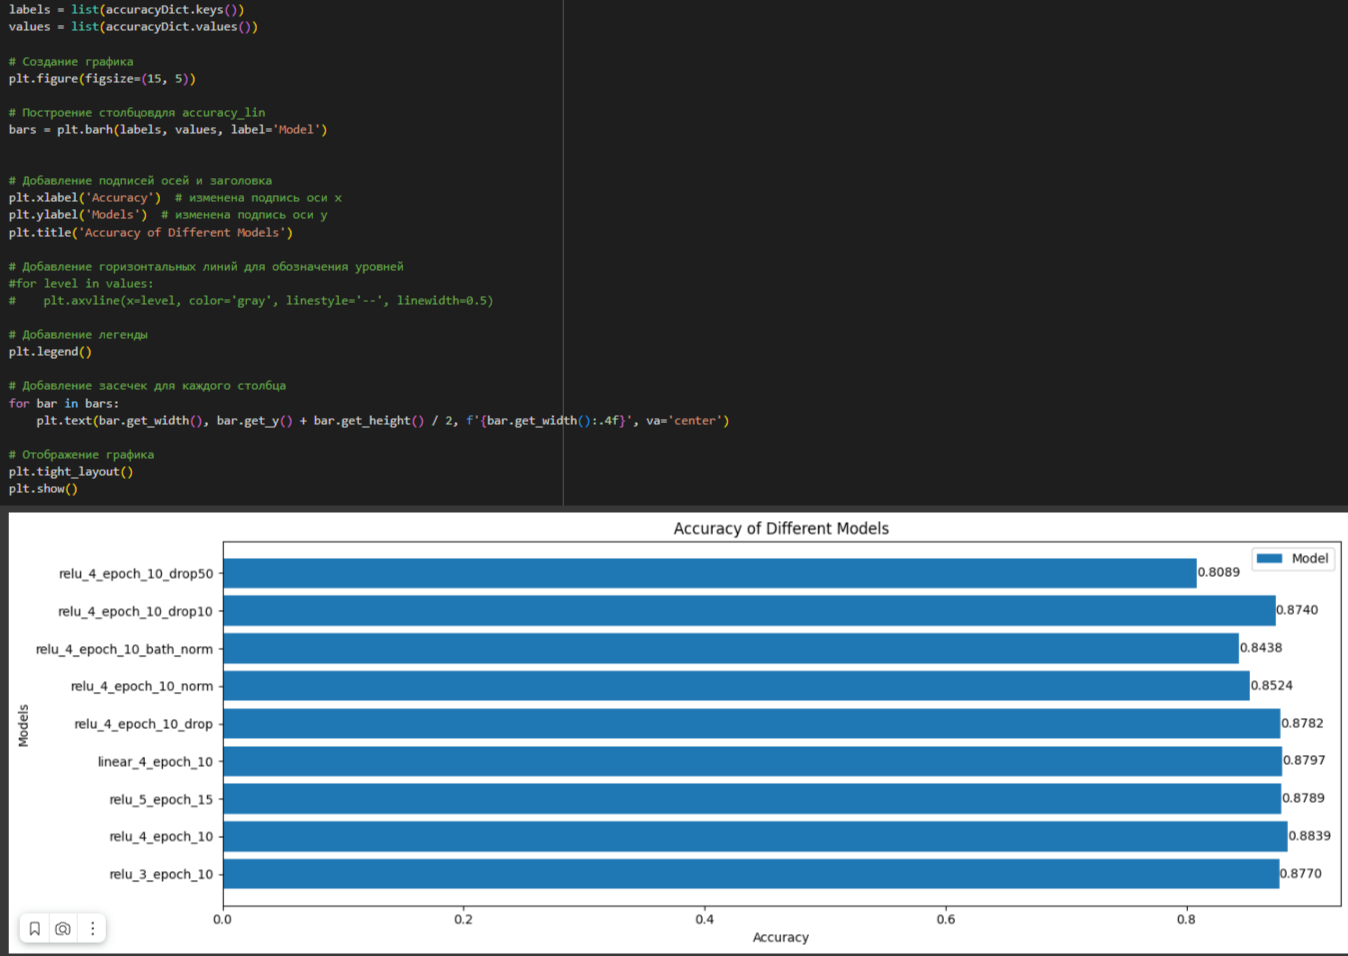 labels = list(accuracyDict.keys())
values = list(accuracyDict.values())
# Создание графика
plt.figure(figsize=(15, 5))
# Построение столбцовдля accuracy_lin
bars = plt.barh(labels, values, label='Model')
# Добавление подписей осей и заголовка
plt.xlabel('Accuracy')  # изменена подпись оси x
plt.ylabel('Models')  # изменена подпись оси y
plt.title('Accuracy of Different Models')
# Добавление горизонтальных линий для обозначения уровней
#for level in values:
#    plt.axvline(x=level, color='gray', linestyle='--', linewidth=0.5)
# Добавление легенды
plt.legend()
# Добавление засечек для каждого столбца
for bar in bars:
    plt.text(bar.get_width(), bar.get_y() + bar.get_height() / 2, f'{bar.get_width():.4f}', va='center')
# Отображение графика
plt.tight_layout()
plt.show()
Accuracy of Different Models
Model
relu_4_epoch_10_drop50 0.8089
relu_4_epoch_10_drop10 0.8740
relu_4_epoch_10_bath_norm 0.8438
relu_4_epoch_10_norm 0.8524
relu_4_epoch_10_drop 0.8782
linear_4_epoch_10 0.8797
relu_5_epoch_15 0.8789
relu_4_epoch_10 0.8839
relu_3_epoch_10 0.8770
Models
0.0 0.2 0.4 0.6 0.8
Accuracy